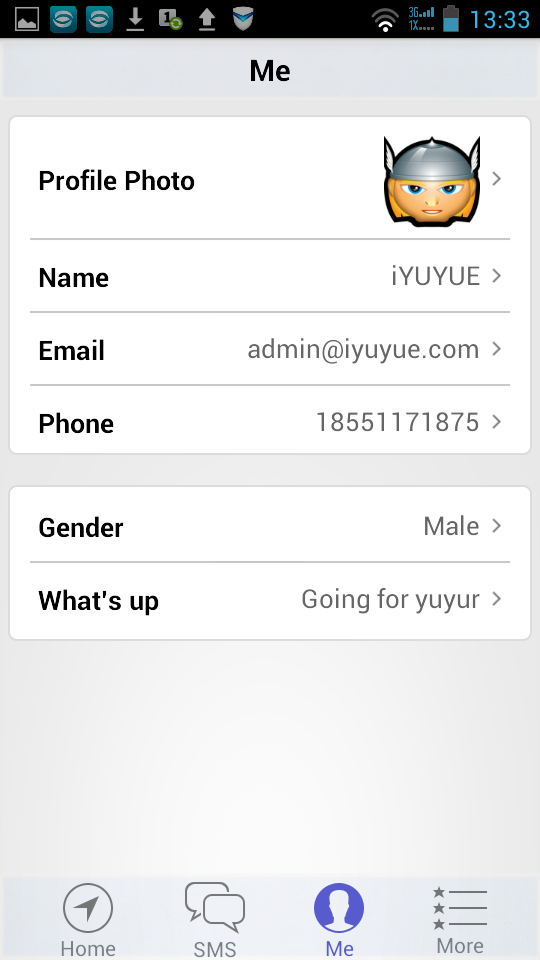 3G 1X 13:33
Me
Profile Photo
Name iYUYUE
Email admin@iyuyue.com
Phone 18551171875
Gender Male
What's up Going for yuyur
Home SMS Me More